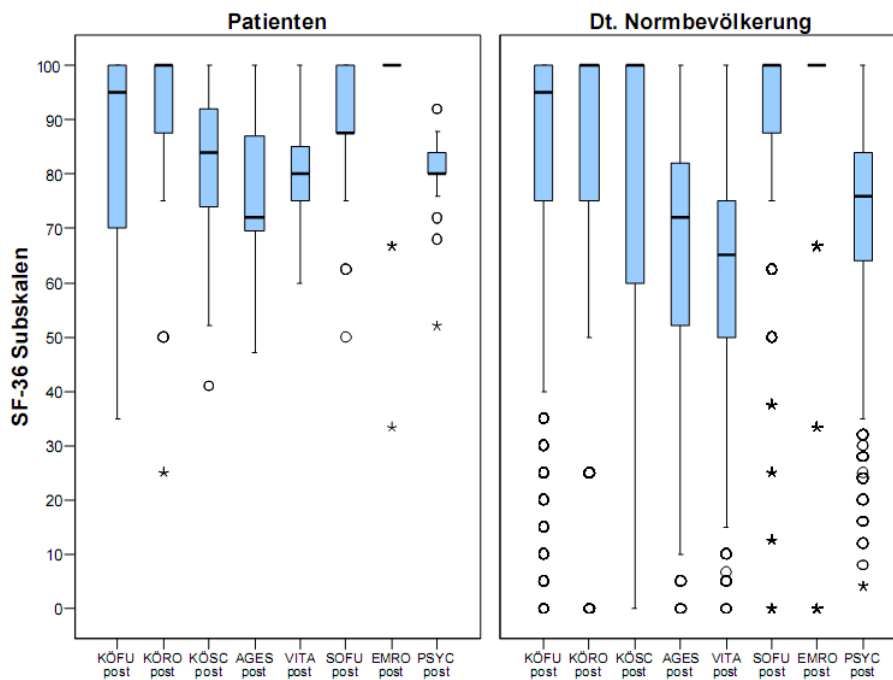 Patienten
Dt. Normbevölkerung
SF-36 Subskalen
100
90
80
70
60
50
40
30
20
10
0
KÖFU post
KÖRO post
KÖSC post
AGES post
VITA post
SOFU post
EMRO post
PSYC post
KÖFU post
KÖRO post
KÖSC post
AGES post
VITA post
SOFU post
EMRO post
PSYC post